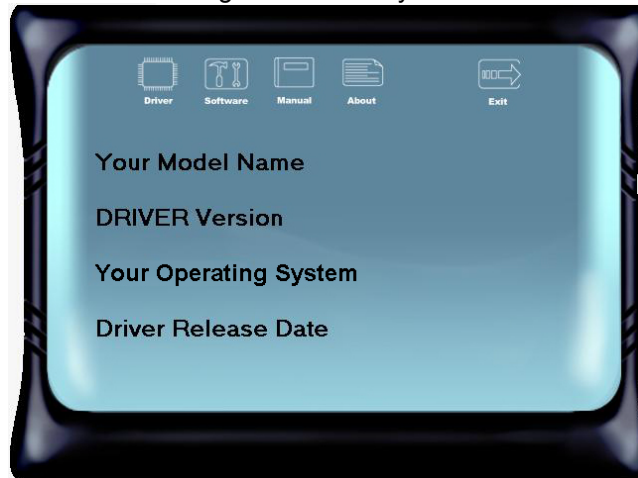 Driver Software Manual About Exit
Your Model Name
DRIVER Version
Your Operating System
Driver Release Date